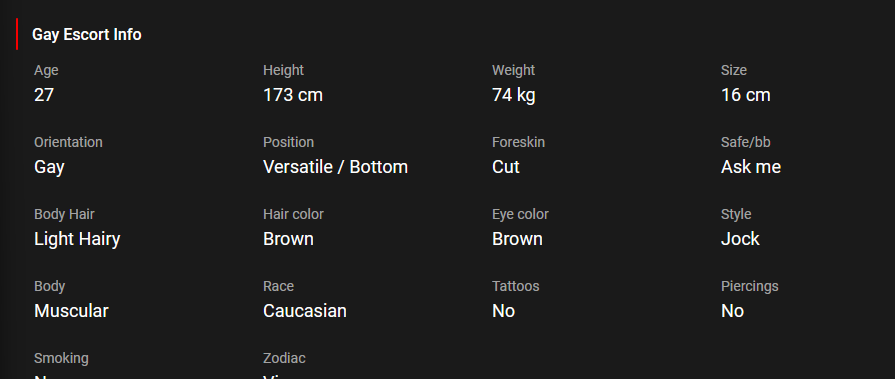 Gay Escort Info
Age Height Weight Size
27 173 cm 74 kg 16 cm
Orientation Position Foreskin Safe/bb
Gay Versatile / Bottom Cut Ask me
Body Hair Hair color Eye color Style
Light Hairy Brown Brown Jock
Body Race Tattoos Piercings
Muscular Caucasian No No
Smoking Zodiac